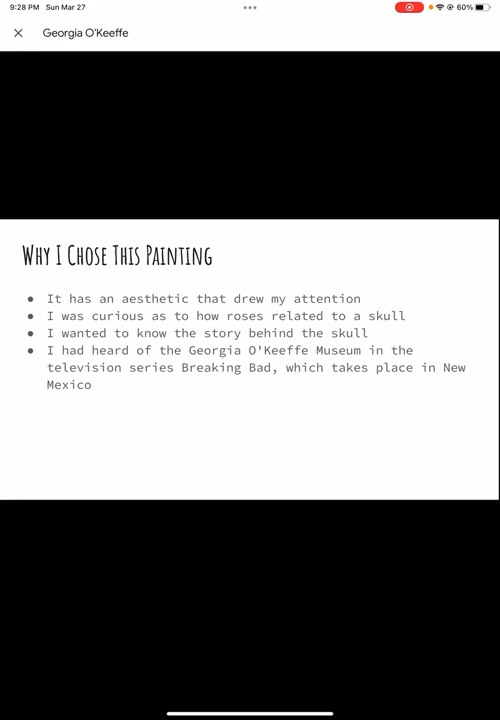 9:28 PM Sun Mar 27
60%
Georgia O'Keeffe
Why I Chose This Painting
● It has an aesthetic that drew my attention
● I was curious as to how roses related to a skull
● I wanted to know the story behind the skull
● I had heard of the Georgia O'Keeffe Museum in the
television series Breaking Bad, which takes place in New
Mexico